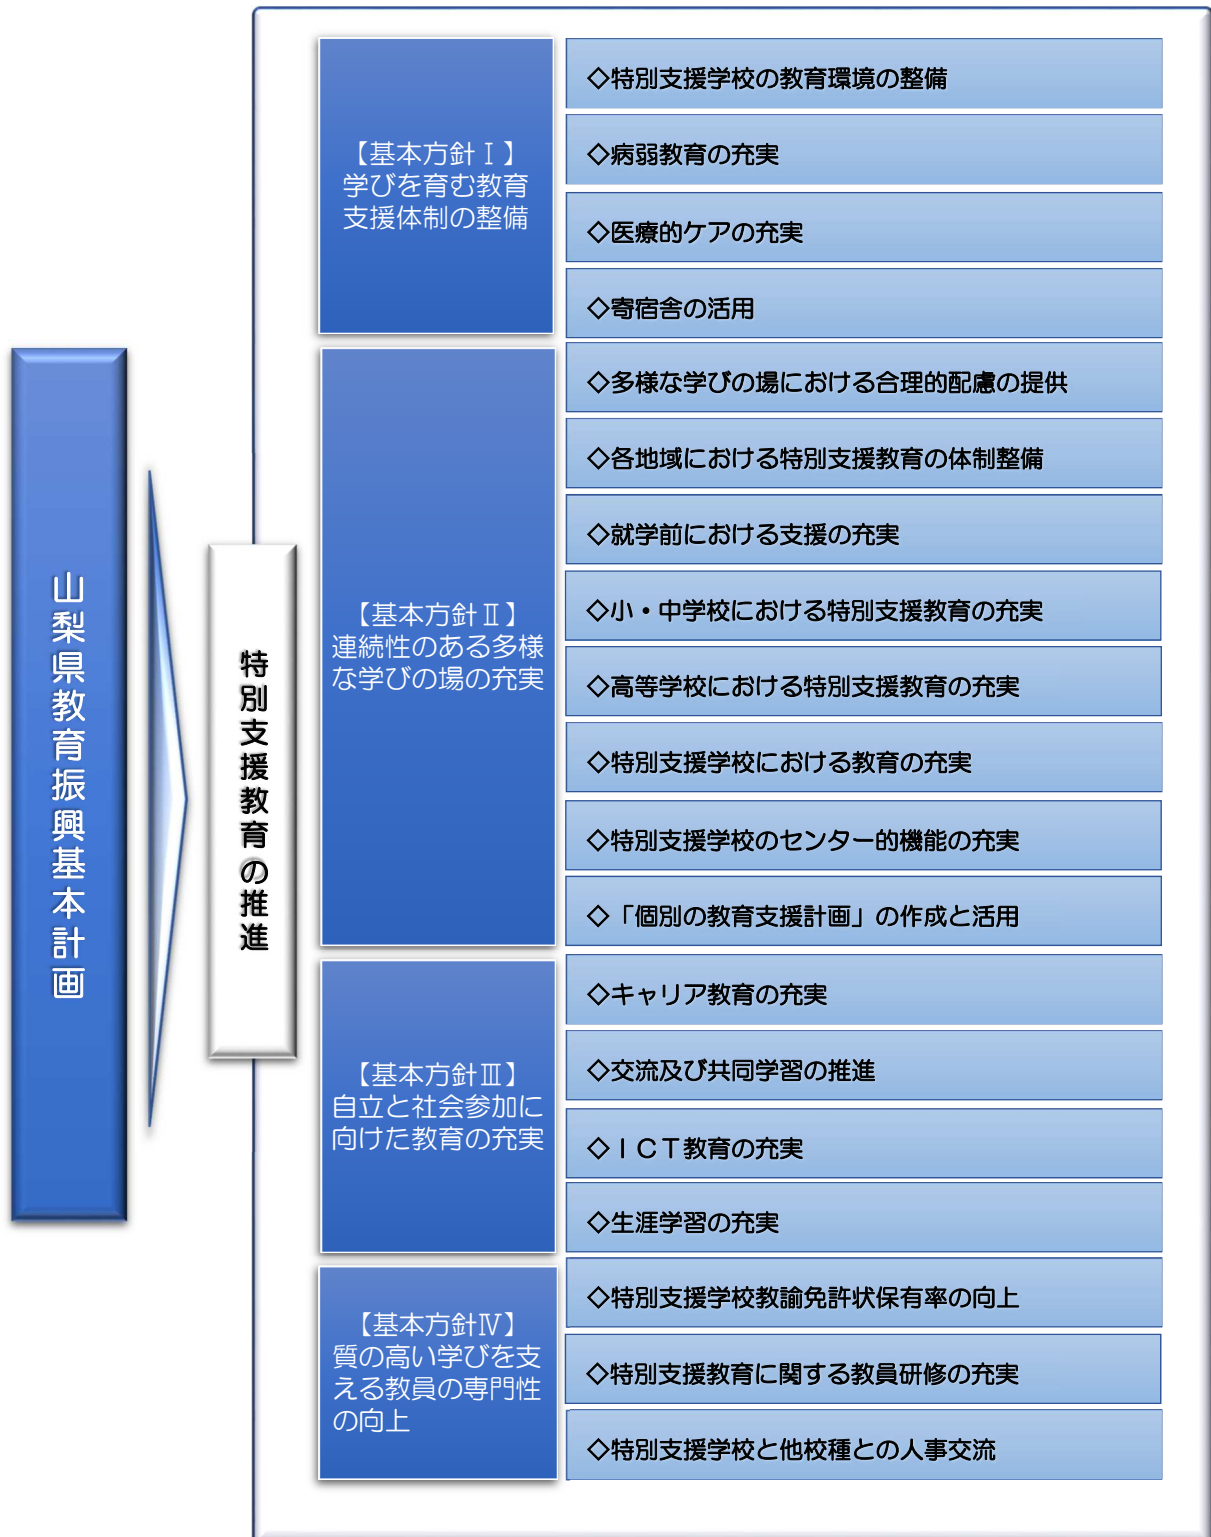 山梨県教育振興基本計画
特別支援教育の推進
【基本方針Ⅰ】
学びを育む教育
支援体制の整備
◇特別支援学校の教育環境の整備
◇病弱教育の充実
◇医療的ケアの充実
◇寄宿舎の活用
【基本方針Ⅱ】
連続性のある多様
な学びの場の充実
◇多様な学びの場における合理的配慮の提供
◇各地域における特別支援教育の体制整備
◇就学前における支援の充実
◇小・中学校における特別支援教育の充実
◇高等学校における特別支援教育の充実
◇特別支援学校における教育の充実
◇特別支援学校のセンター的機能の充実
◇「個別の教育支援計画」の作成と活用
【基本方針Ⅲ】
自立と社会参加に
向けた教育の充実
◇キャリア教育の充実
◇交流及び共同学習の推進
◇ＩＣＴ教育の充実
◇生涯学習の充実
【基本方針Ⅳ】
質の高い学びを支
える教員の専門性
の向上
◇特別支援学校教諭免許状保有率の向上
◇特別支援教育に関する教員研修の充実
◇特別支援学校と他校種との人事交流